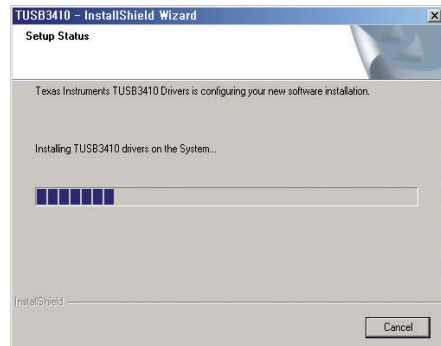 TUSB3410 - InstallShield Wizard
Setup Status
Texas Instruments TUSB3410 Drivers is configuring your new software installation.
Installing TUSB3410 drivers on the System...
InstallShield
Cancel